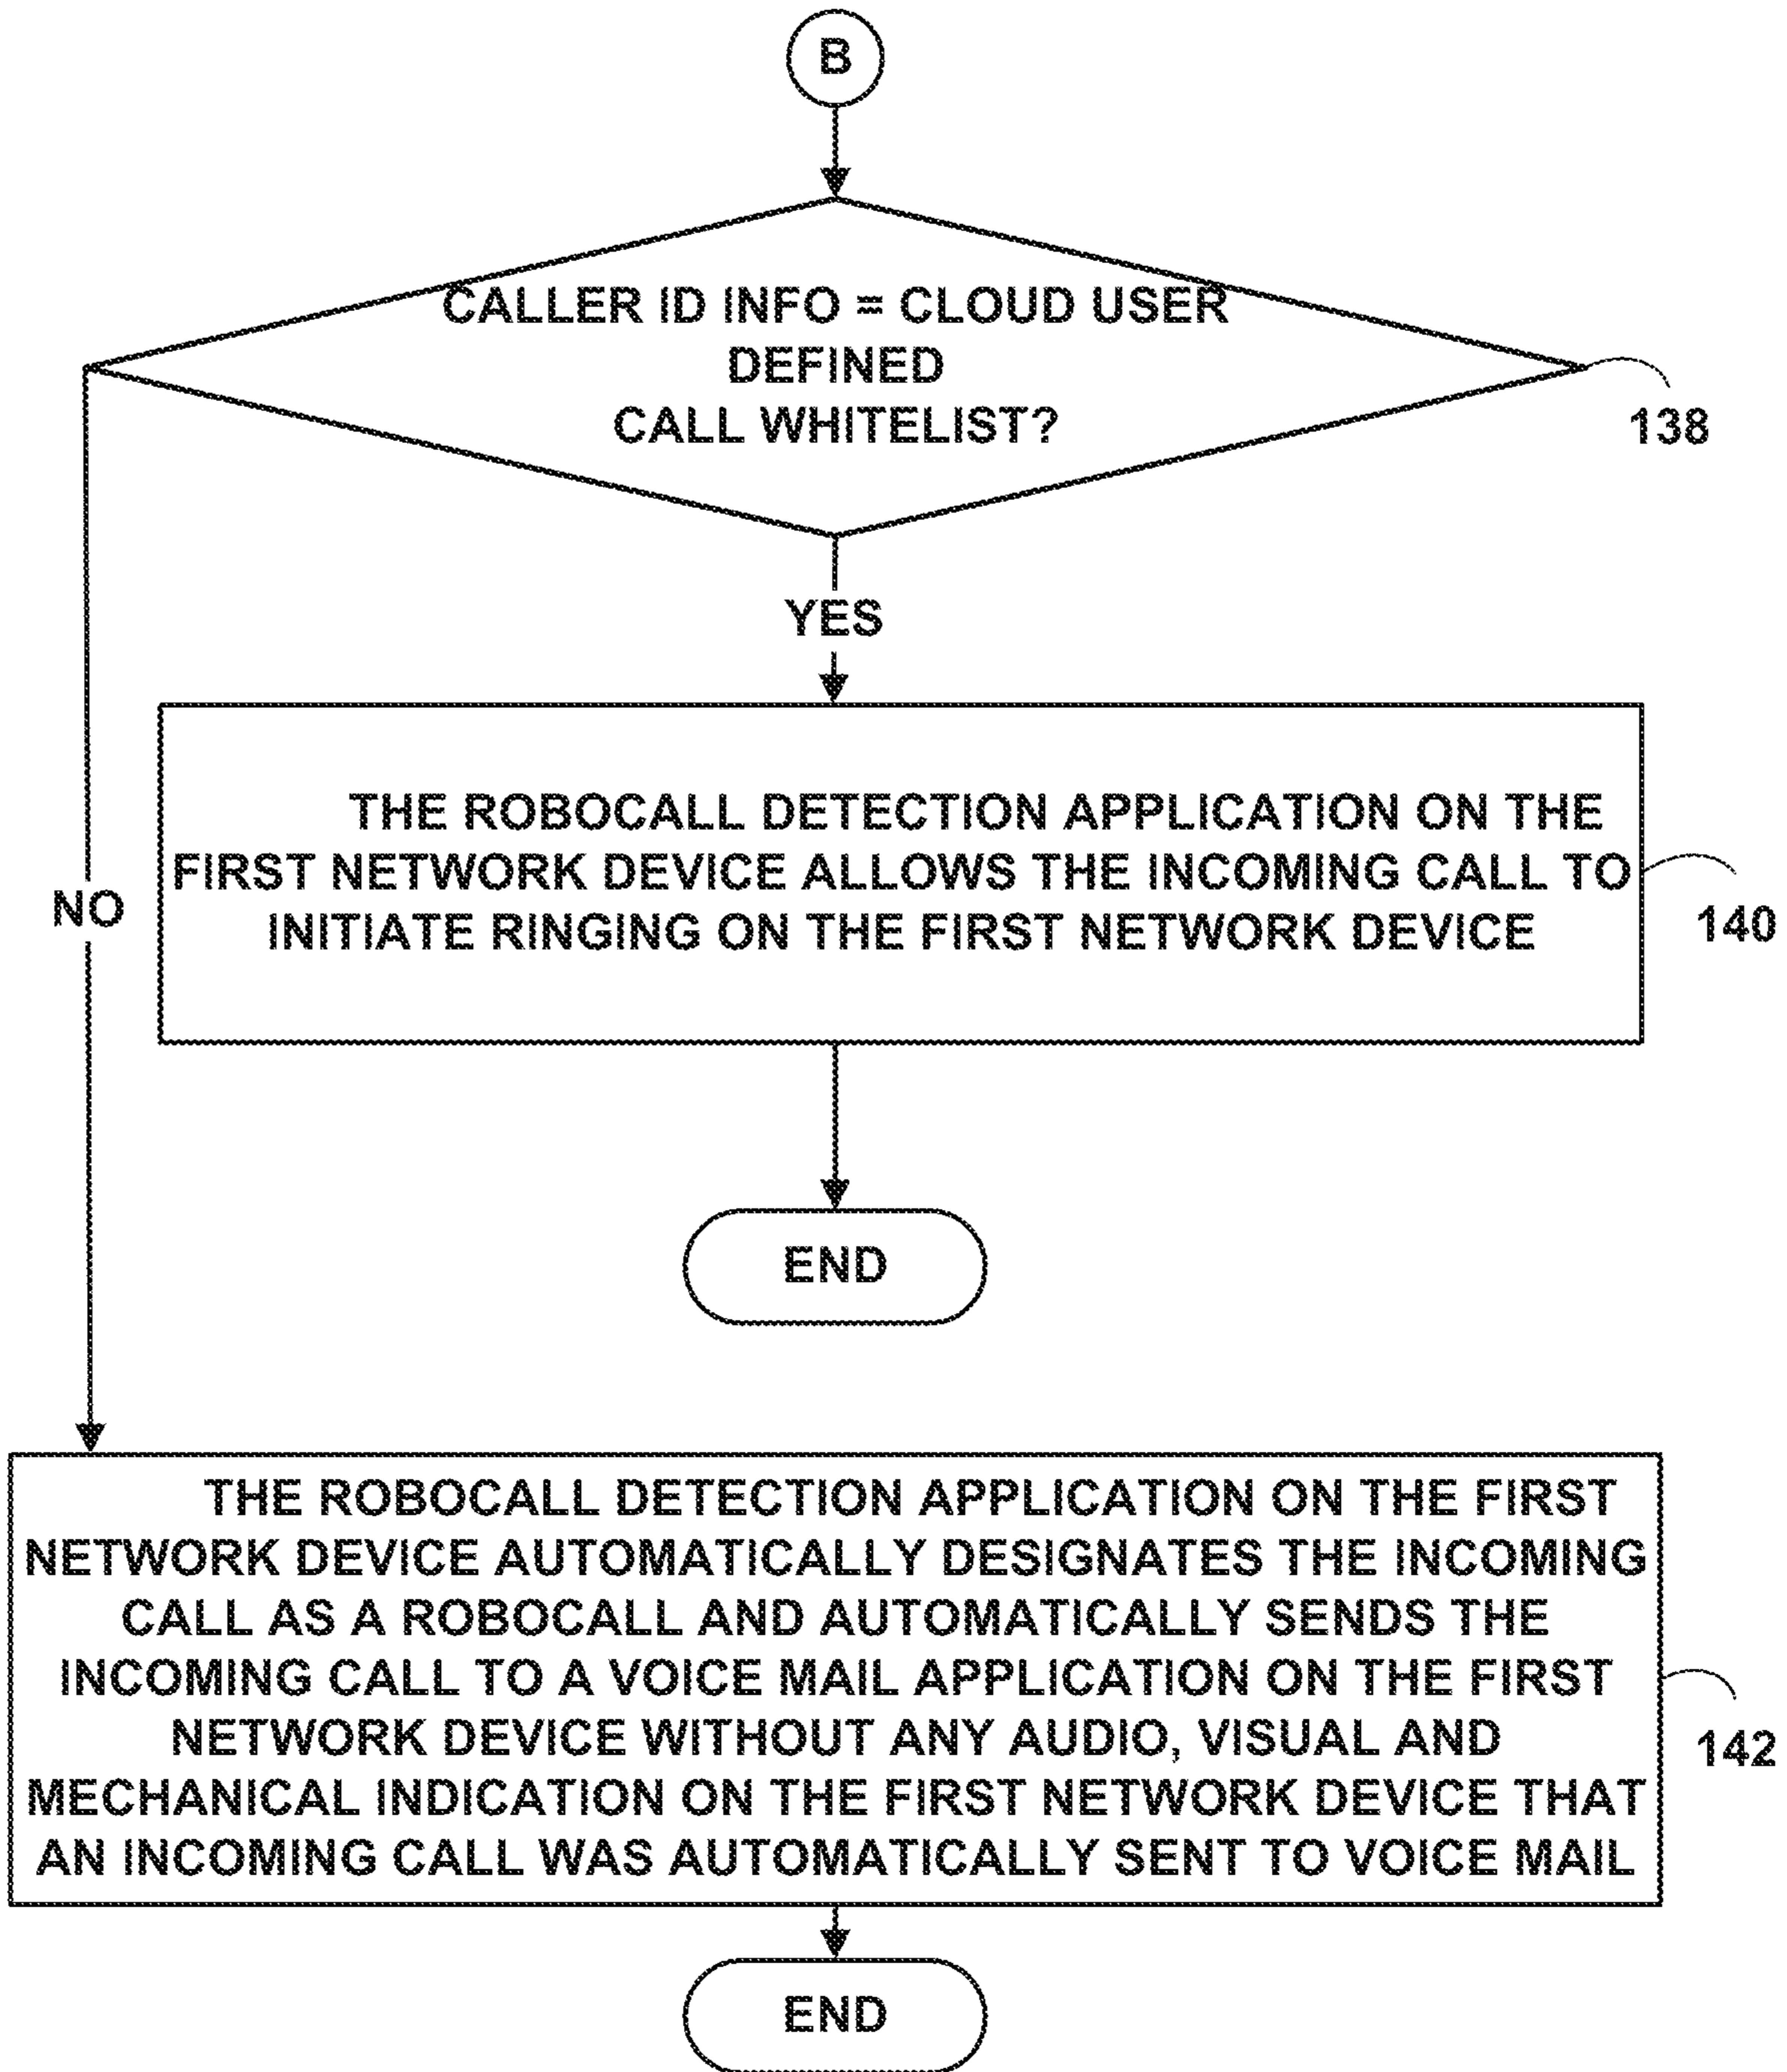 B
CALLER ID INFO = CLOUD USER
DEFINED
CALL WHITELIST?
138
YES
THE ROBOCALL DETECTION APPLICATION ON THE
FIRST NETWORK DEVICE ALLOWS THE INCOMING CALL TO
INITIATE RINGING ON THE FIRST NETWORK DEVICE
NO
140
END
THE ROBOCALL DETECTION APPLICATION ON THE FIRST
NETWORK DEVICE AUTOMATICALLY DESIGNATES THE INCOMING
CALL AS A ROBOCALL AND AUTOMATICALLY SENDS THE
INCOMING CALL TO A VOICE MAIL APPLICATION ON THE FIRST
NETWORK DEVICE WITHOUT ANY AUDIO, VISUAL AND
MECHANICAL INDICATION ON THE FIRST NETWORK DEVICE THAT
AN INCOMING CALL WAS AUTOMATICALLY SENT TO VOICE MAIL
142
END